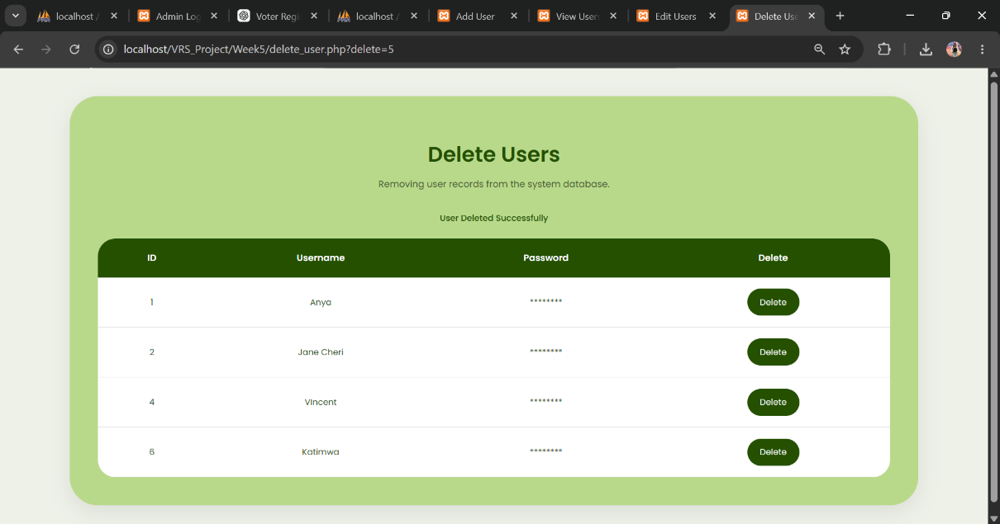 localhost / Admin Log Voter Regi localhost / Add User View Users Edit Users Delete Use
localhost/VRS_Project/Week5/delete_user.php?delete=5
Delete Users
Removing user records from the system database.
User Deleted Successfully
ID Username Password Delete
1 Anya ******** Delete
2 Jane Cheri ******** Delete
4 VIncent ******** Delete
6 Katimwa ******** Delete